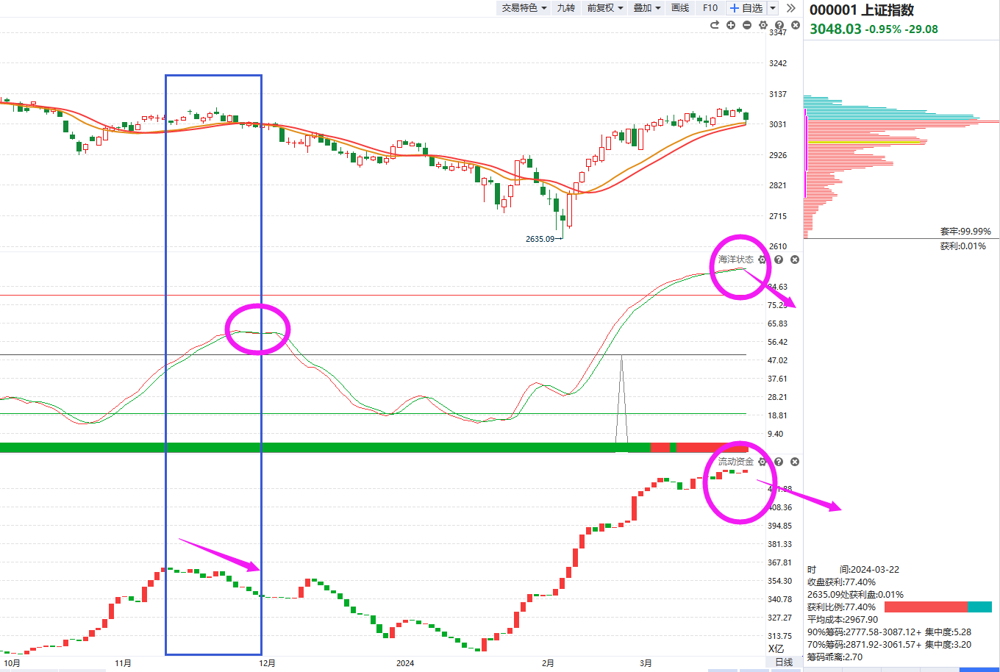 交易特色 九转 前复权 叠加 画线 F10 自选
000001 上证指数
3048.03 -0.95% -29.08
3347
3242
3137
3031
2926
2821
2715
2610
2635.09
套牢:99.99%
获利:0.01%
海洋状态
84.63
75.23
65.83
56.42
47.02
37.61
28.21
18.81
9.40
流动资金
408.36
394.85
381.33
367.81
354.30
340.78
327.27
313.75
X亿
时 间:2024-03-22
收盘获利:77.40%
2635.09处获利盘:0.01%
获利比例:77.40%
平均成本:2967.90
90%筹码:2777.58-3087.12+ 集中度:5.28
70%筹码:2871.92-3061.57+ 集中度:3.20
筹码乖离:2.70
10月 11月 12月 2024 2月 3月 日线